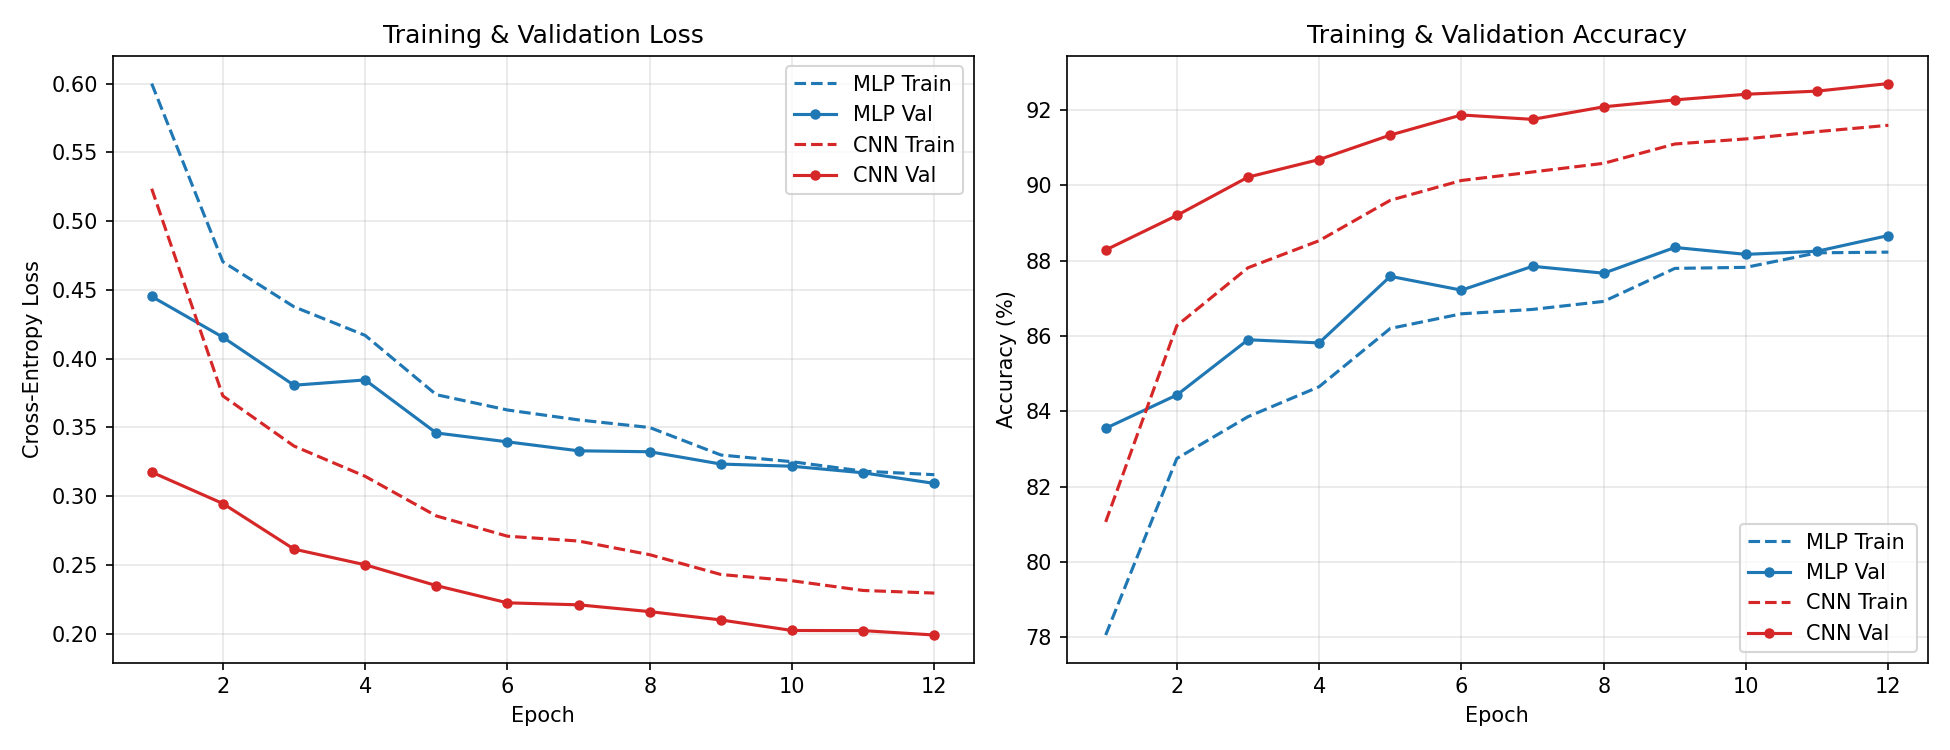 Training & Validation Loss
Cross-Entropy Loss
0.60
0.55
0.50
0.45
0.40
0.35
0.30
0.25
0.20
MLP Train
MLP Val
CNN Train
CNN Val
2 4 6 8 10 12
Epoch
Training & Validation Accuracy
Accuracy (%)
92
90
88
86
84
82
80
78
MLP Train
MLP Val
CNN Train
CNN Val
2 4 6 8 10 12
Epoch